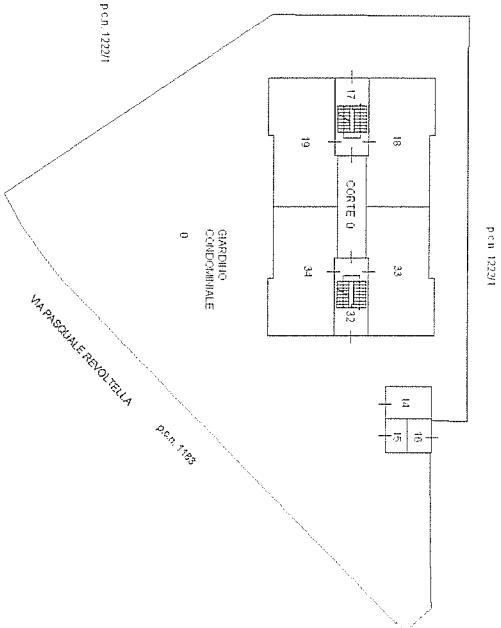 p.c.n. 1222/1
p.c.n. 1223/1
17
19
18
CORTE 0
34
33
32
GIARDINO
CONDOMINIALE
0
14
15
16
VIA PASQUALE REVOLTELLA
p.c.n. 1183